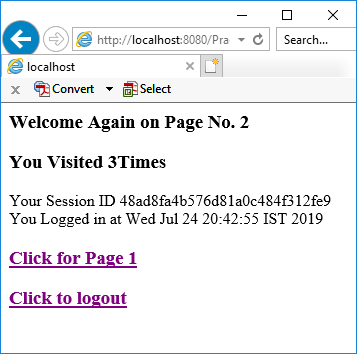 http://localhost:8080/Pra
Search...
localhost
x Convert Select
Welcome Again on Page No. 2
You Visited 3Times
Your Session ID 48ad8fa4b576d81a0c484f312fe9
You Logged in at Wed Jul 24 20:42:55 IST 2019
Click for Page 1
Click to logout